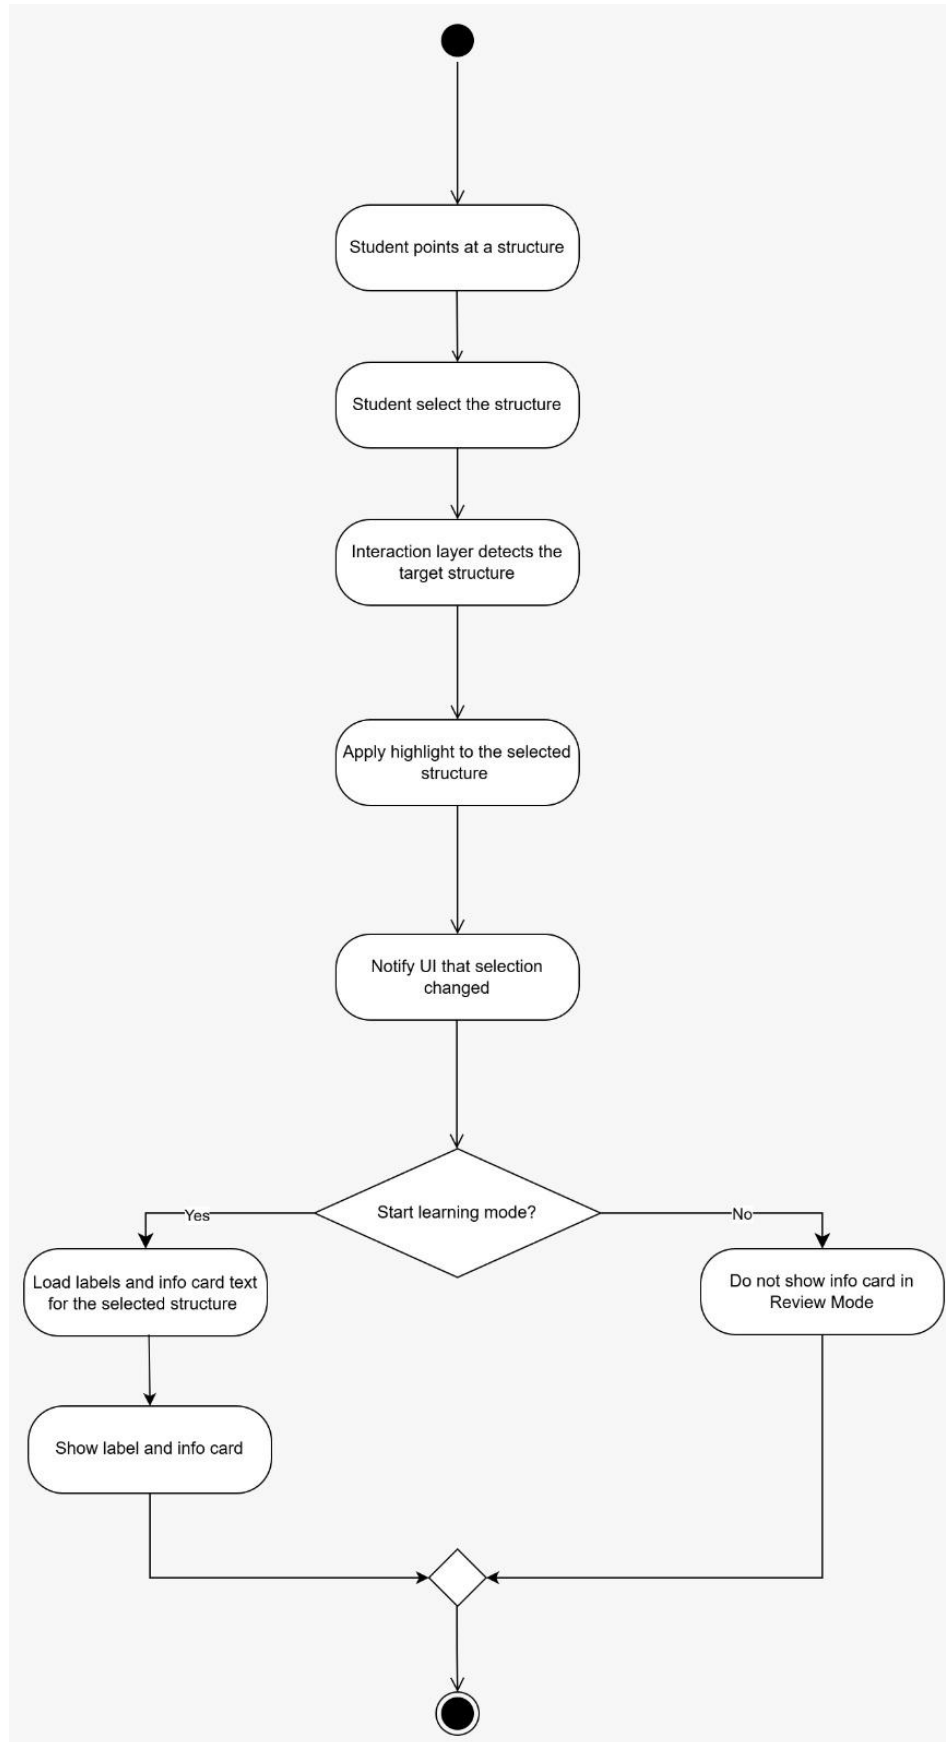 Student points at a structure
Student select the structure
Interaction layer detects the
target structure
Apply highlight to the selected
structure
Notify UI that selection
changed
Start learning mode?
Yes
No
Load labels and info card text
for the selected structure
Do not show info card in
Review Mode
Show label and info card